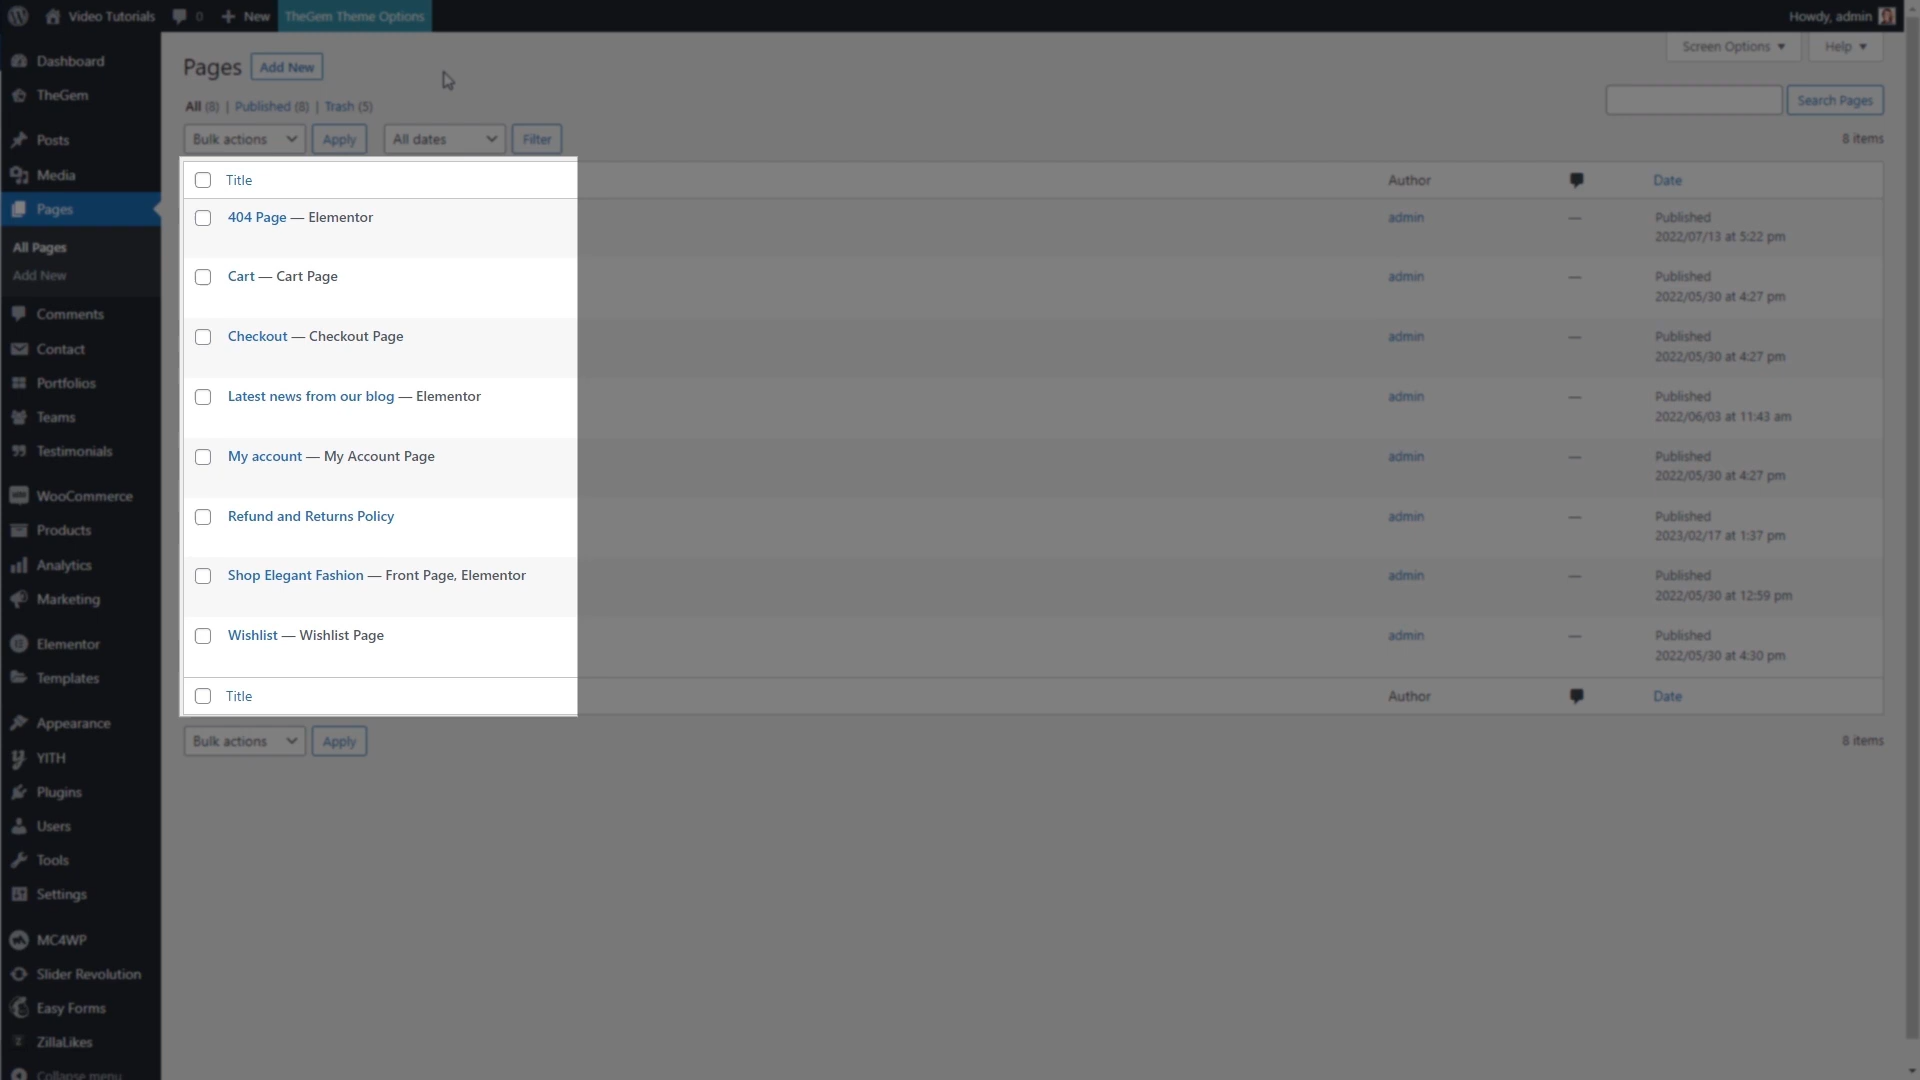 Video Tutorials 0 New TheGem Theme Options Howdy, admin
Screen Options Help
Dashboard
TheGem
Posts
Media
Pages
All Pages
Add New
Comments
Contact
Portfolios
Teams
Testimonials
WooCommerce
Products
Analytics
Marketing
Elementor
Templates
Appearance
YITH
Plugins
Users
Tools
Settings
MC4WP
Slider Revolution
Easy Forms
ZillaLikes
Collapse menu
Pages Add New
All (8) | Published (8) | Trash (5)
Search Pages
Bulk actions Apply All dates Filter 8 items
Title Author Date
404 Page — Elementor admin — Published
2022/07/13 at 5:22 pm
Cart — Cart Page admin — Published
2022/05/30 at 4:27 pm
Checkout — Checkout Page admin — Published
2022/05/30 at 4:27 pm
Latest news from our blog — Elementor admin — Published
2022/06/03 at 11:43 am
My account — My Account Page admin — Published
2022/05/30 at 4:27 pm
Refund and Returns Policy admin — Published
2023/02/17 at 1:37 pm
Shop Elegant Fashion — Front Page, Elementor admin — Published
2022/05/30 at 12:59 pm
Wishlist — Wishlist Page admin — Published
2022/05/30 at 4:30 pm
Title Author Date
Bulk actions Apply 8 items